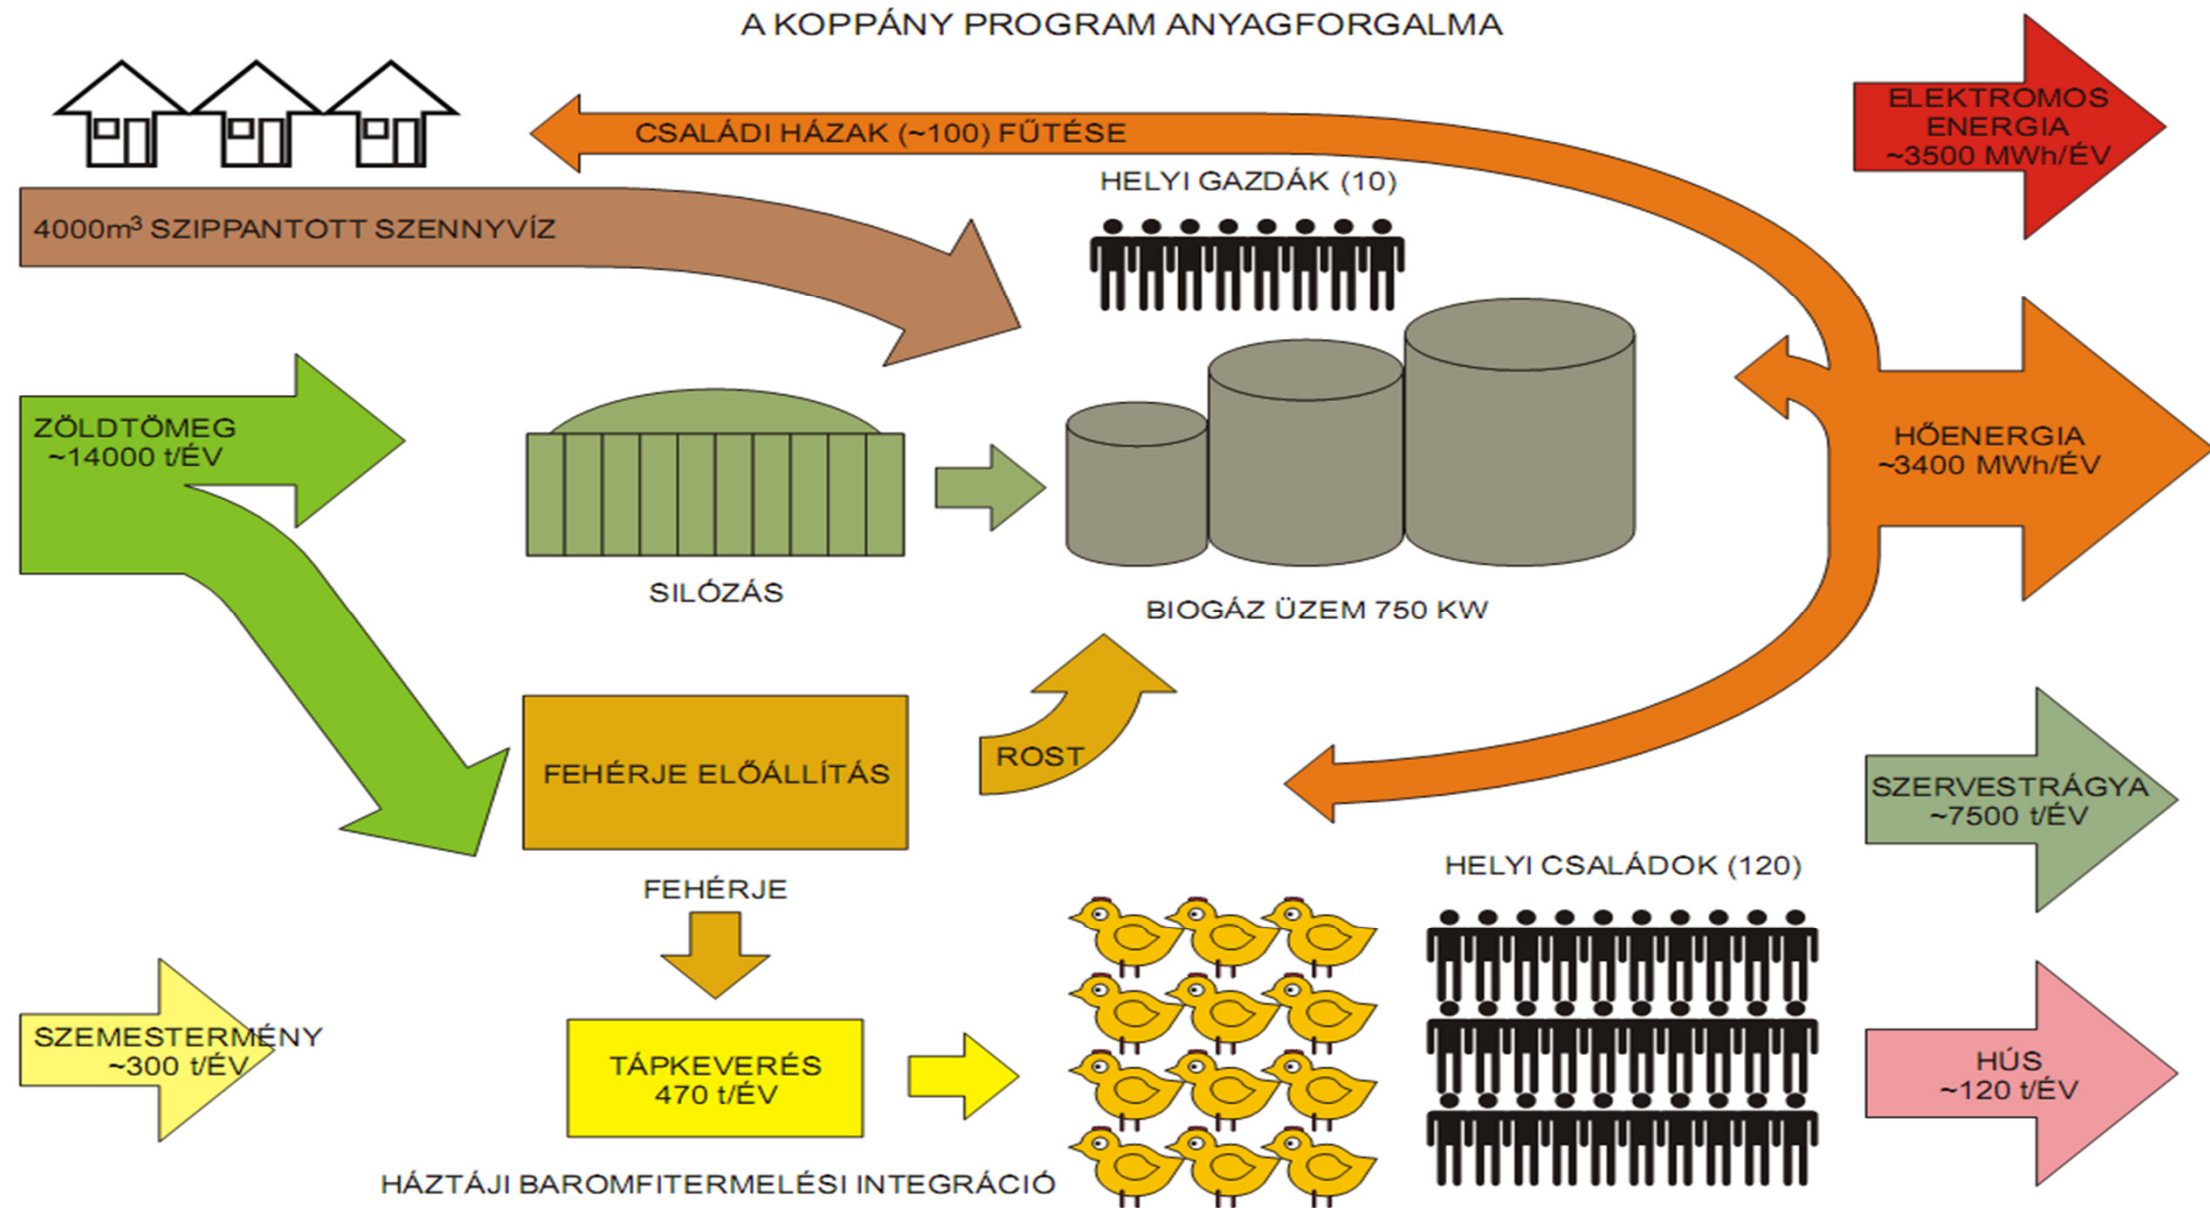 A KOPPÁNY PROGRAM ANYAGFORGALMA
ELEKTROMOS
ENERGIA
~3500 MWh/ÉV
CSALÁDI HÁZAK (~100) FŰTÉSE
HELYI GAZDÁK (10)
4000m³ SZIPPANTOTT SZENNYVÍZ
ZÖLDTÖMEG
~14000 t/ÉV
HŐENERGIA
~3400 MWh/ÉV
SILÓZÁS
BIOGÁZ ÜZEM 750 KW
FEHÉRJE ELŐÁLLÍTÁS
ROST
SZERVESTRÁGYA
~7500 t/ÉV
FEHÉRJE
HELYI CSALÁDOK (120)
SZEMESTERMÉNY
~300 t/ÉV
TÁPKEVERÉS
470 t/ÉV
HÚS
~120 t/ÉV
HÁZTÁJI BAROMFITERMELÉSI INTEGRÁCIÓ